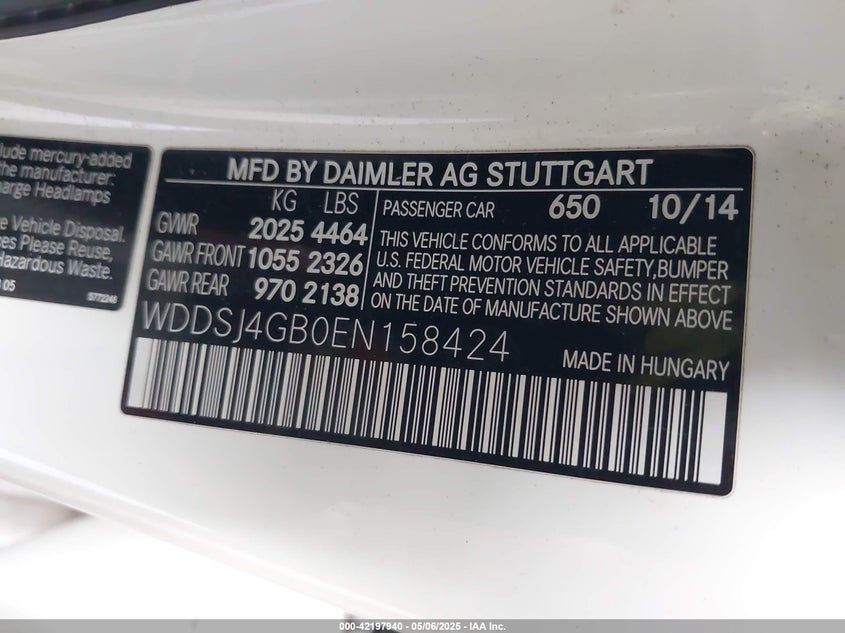 lude mercury-added
the manufacturer:
harge Headlamps
e Vehicle Disposal.
res Please Reuse,
Hazardous Waste.
05
5772248
MFD BY DAIMLER AG STUTTGART
KG LBS
GVWR 2025 4464
GAWR FRONT 1055 2326
GAWR REAR 970 2138
PASSENGER CAR 650 10/14
THIS VEHICLE CONFORMS TO ALL APPLICABLE
U.S. FEDERAL MOTOR VEHICLE SAFETY,BUMPER
AND THEFT PREVENTION STANDARDS IN EFFECT
ON THE DATE OF MANUFACTURE SHOWN ABOVE
WDDSJ4GB0EN158424
MADE IN HUNGARY
000-42197940 - 05/06/2025 - IAA Inc.